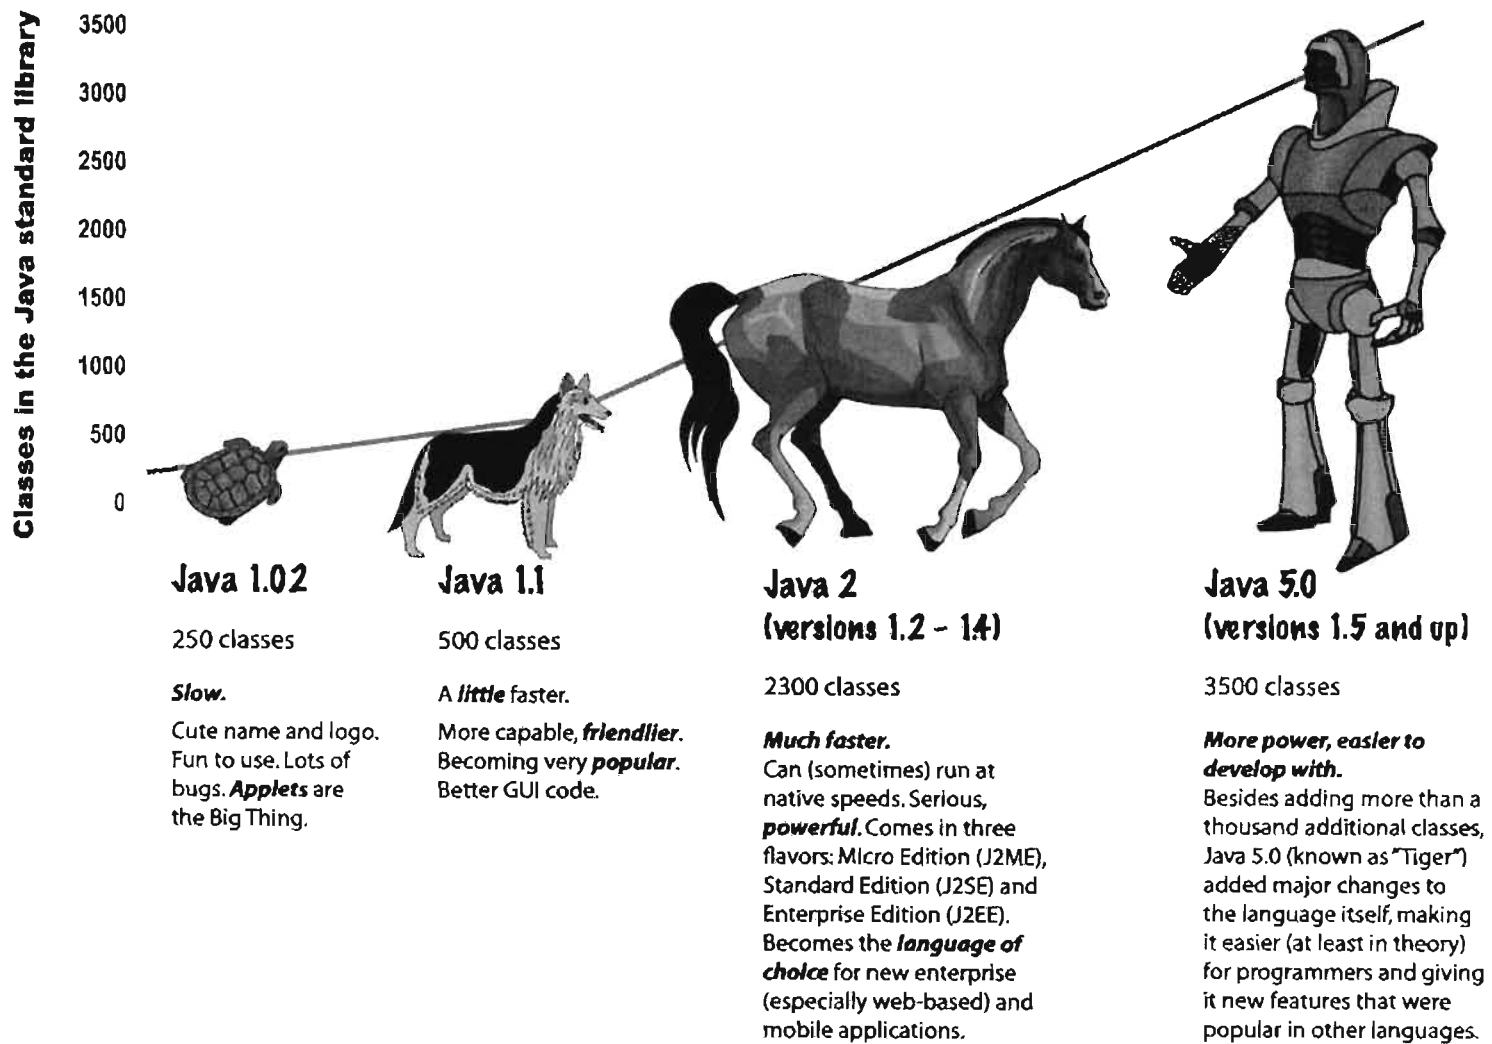 Classes in the Java standard library
3500
3000
2500
2000
1500
1000
500
0
Java 1.02
250 classes
Slow.
Cute name and logo.
Fun to use. Lots of
bugs. Applets are
the Big Thing.
Java 1.1
500 classes
A little faster.
More capable, friendlier.
Becoming very popular.
Better GUI code.
Java 2
(versions 1.2 - 1.4)
2300 classes
Much faster.
Can (sometimes) run at
native speeds. Serious,
powerful. Comes in three
flavors: Micro Edition (J2ME),
Standard Edition (J2SE) and
Enterprise Edition (J2EE).
Becomes the language of
choice for new enterprise
(especially web-based) and
mobile applications.
Java 5.0
(versions 1.5 and up)
3500 classes
More power, easier to
develop with.
Besides adding more than a
thousand additional classes,
Java 5.0 (known as "Tiger")
added major changes to
the language itself, making
it easier (at least in theory)
for programmers and giving
it new features that were
popular in other languages.